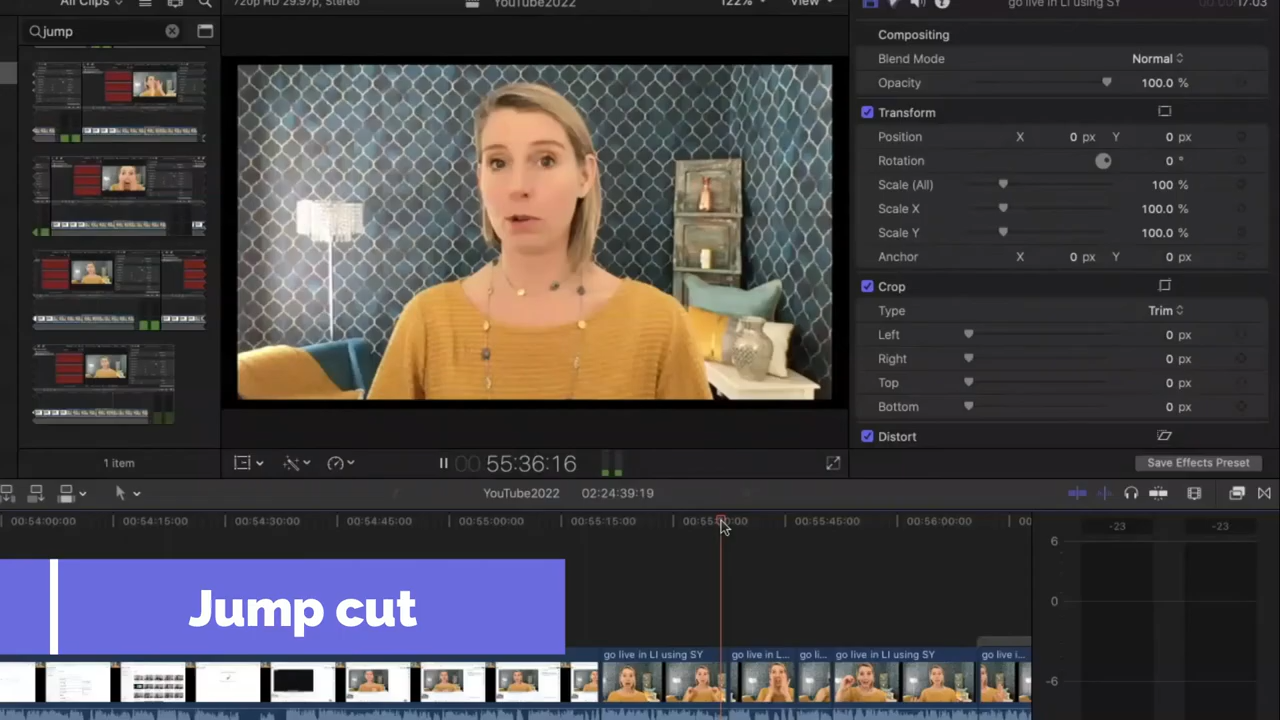 All Clips
720p HD 29.97p, Stereo
YouTube2022
122%
View
go live in LI using SY
17:03
jump
Compositing
Blend Mode Normal
Opacity 100.0 %
Transform
Position X 0 px Y 0 px
Rotation 0 °
Scale (All) 100 %
Scale X 100.0 %
Scale Y 100.0 %
Anchor X 0 px Y 0 px
Crop
Type Trim
Left 0 px
Right 0 px
Top 0 px
Bottom 0 px
Distort
1 item
00 55:36:16
Save Effects Preset
YouTube2022 02:24:39:19
00:54:00:00 00:54:15:00 00:54:30:00 00:54:45:00 00:55:00:00 00:55:15:00 00:55:45:00 00:56:00:00 00
-23 -23
6
0
-6
Jump cut
go live in LI using SY go live in L... go li... go live in LI using SY go live i...